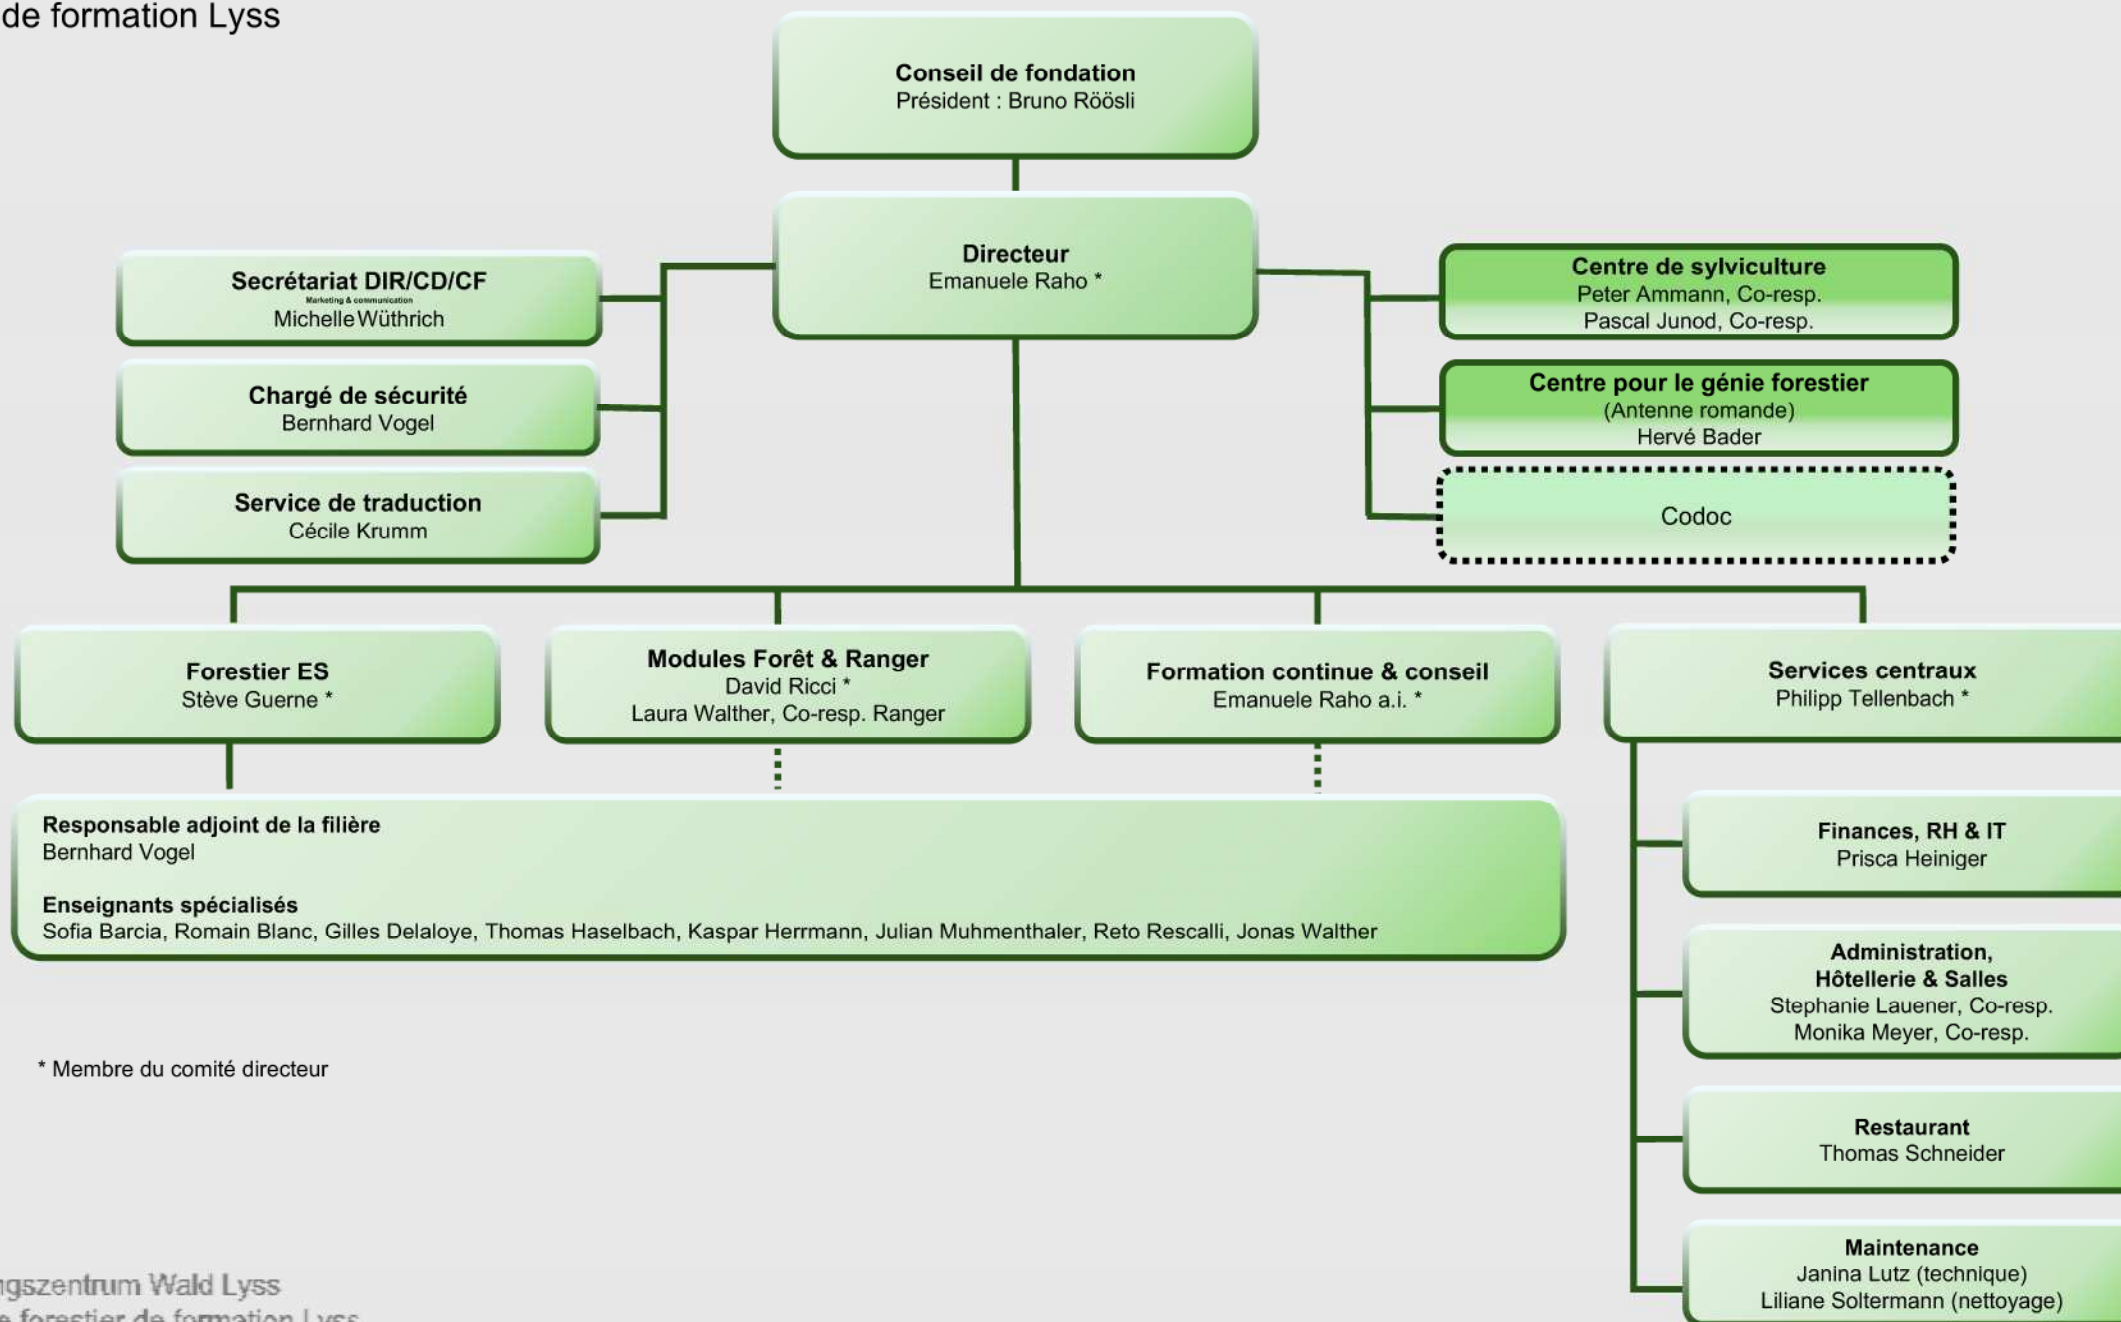 de formation Lyss
Conseil de fondation
Président : Bruno Röösli
Directeur
Emanuele Raho *
Secrétariat DIR/CD/CF
Marketing & communication
Michelle Wüthrich
Chargé de sécurité
Bernhard Vogel
Service de traduction
Cécile Krumm
Centre de sylviculture
Peter Ammann, Co-resp.
Pascal Junod, Co-resp.
Centre pour le génie forestier
(Antenne romande)
Hervé Bader
Codoc
Forestier ES
Stève Guerne *
Modules Forêt & Ranger
David Ricci *
Laura Walther, Co-resp. Ranger
Formation continue & conseil
Emanuele Raho a.i. *
Services centraux
Philipp Tellenbach *
Responsable adjoint de la filière
Bernhard Vogel
Enseignants spécialisés
Sofia Barcia, Romain Blanc, Gilles Delaloye, Thomas Haselbach, Kaspar Herrmann, Julian Muhmenthaler, Reto Rescalli, Jonas Walther
Finances, RH & IT
Prisca Heiniger
Administration,
Hôtellerie & Salles
Stephanie Lauener, Co-resp.
Monika Meyer, Co-resp.
Restaurant
Thomas Schneider
Maintenance
Janina Lutz (technique)
Liliane Soltermann (nettoyage)
* Membre du comité directeur
ngszentrum Wald Lyss
e forestier de formation Lyss